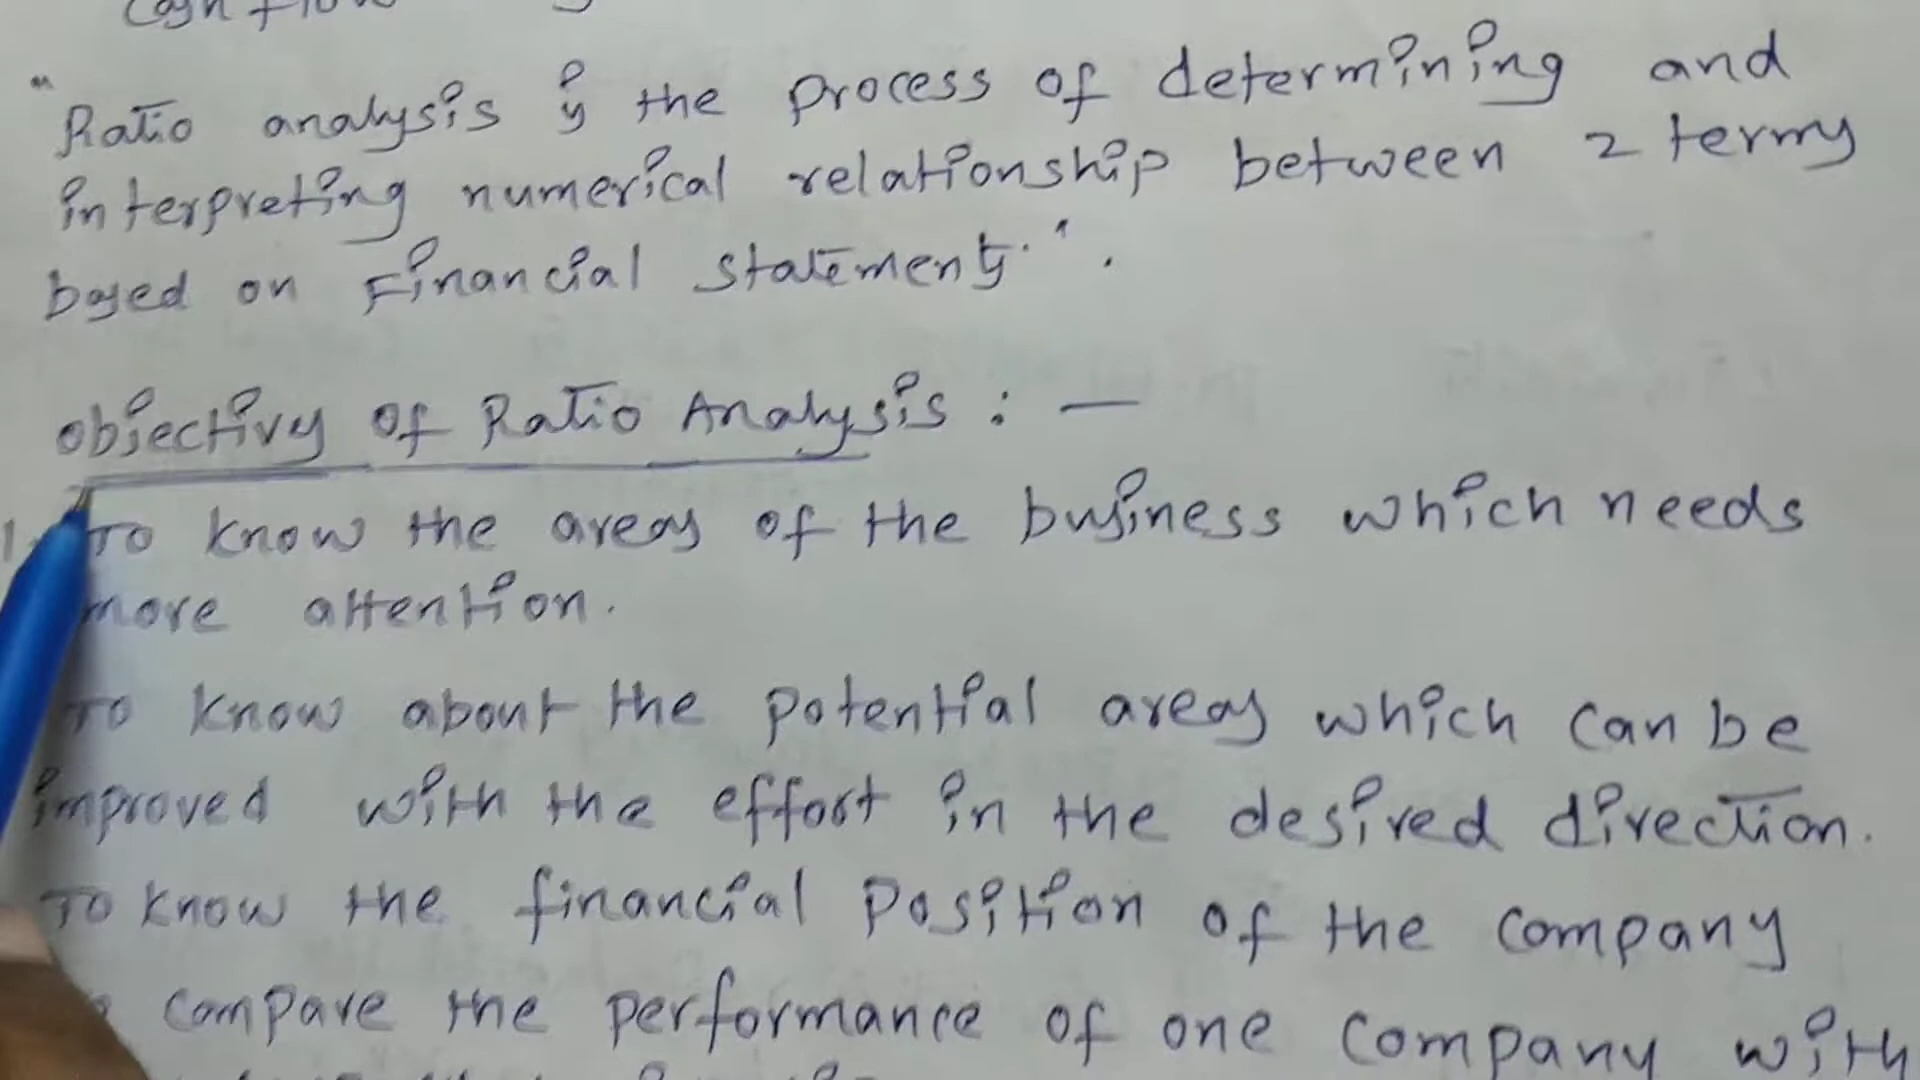 Cash flow
"Ratio analysis is the process of determining and
interpreting numerical relationship between 2 terms
based on Financial statements.".
objectives of Ratio Analysis : —
1. To know the areas of the business which needs
more attention.
To know about the potential areas which can be
improved with the effort in the desired direction.
To know the financial Position of the company
compare the performance of one company with